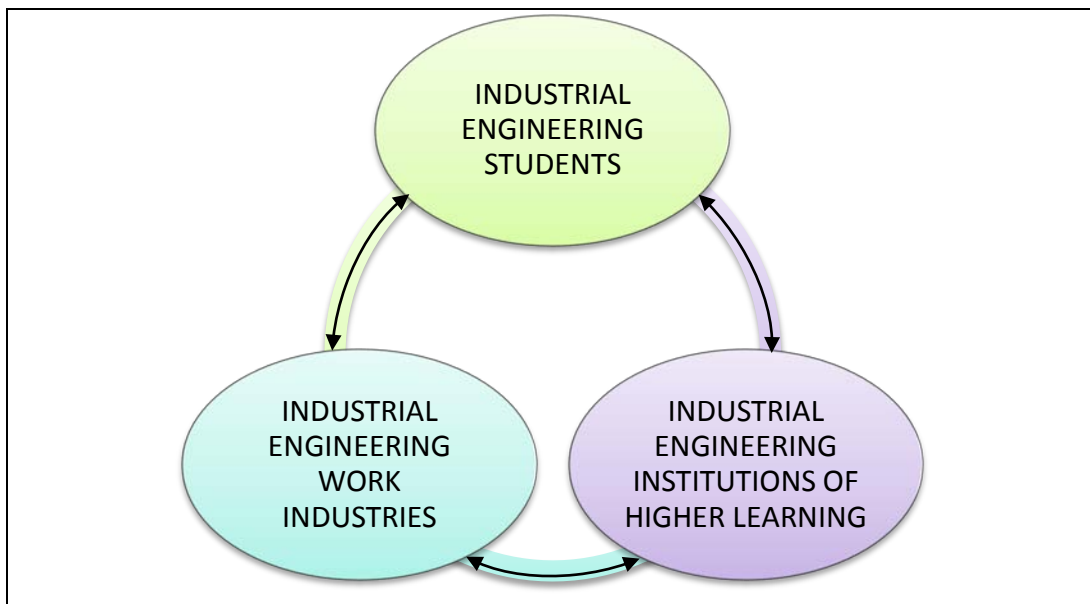 INDUSTRIAL
ENGINEERING
STUDENTS
INDUSTRIAL
ENGINEERING
WORK
INDUSTRIES
INDUSTRIAL
ENGINEERING
INSTITUTIONS OF
HIGHER LEARNING